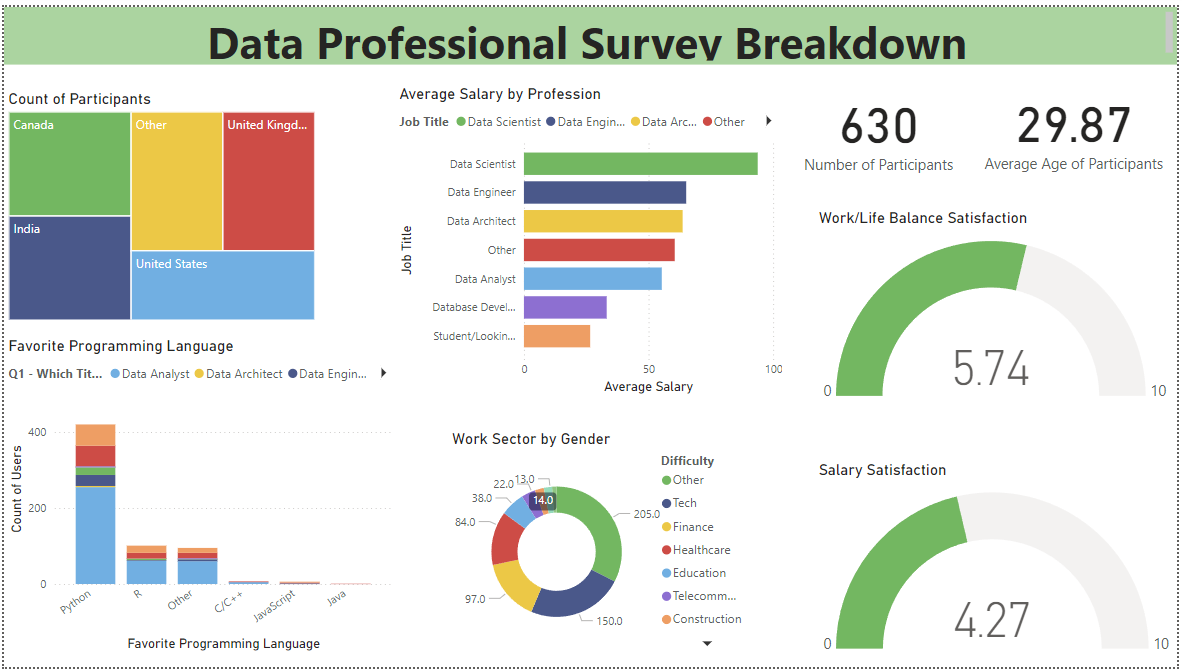 Data Professional Survey Breakdown
Count of Participants
Canada
Other
United Kingd...
India
United States
Average Salary by Profession
Job Title Data Scientist Data Engin... Data Arc... Other
Job Title
Data Scientist
Data Engineer
Data Architect
Other
Data Analyst
Database Devel...
Student/Lookin...
0 50 100
Average Salary
630
Number of Participants
29.87
Average Age of Participants
Work/Life Balance Satisfaction
5.74
0 10
Favorite Programming Language
Q1 - Which Tit... Data Analyst Data Architect Data Engin...
Count of Users
400
200
0
Python R Other C/C++ JavaScript Java
Favorite Programming Language
Work Sector by Gender
13.0
22.0
14.0
38.0
84.0
205.0
97.0
150.0
Difficulty
Other
Tech
Finance
Healthcare
Education
Telecomm...
Construction
Salary Satisfaction
4.27
0 10